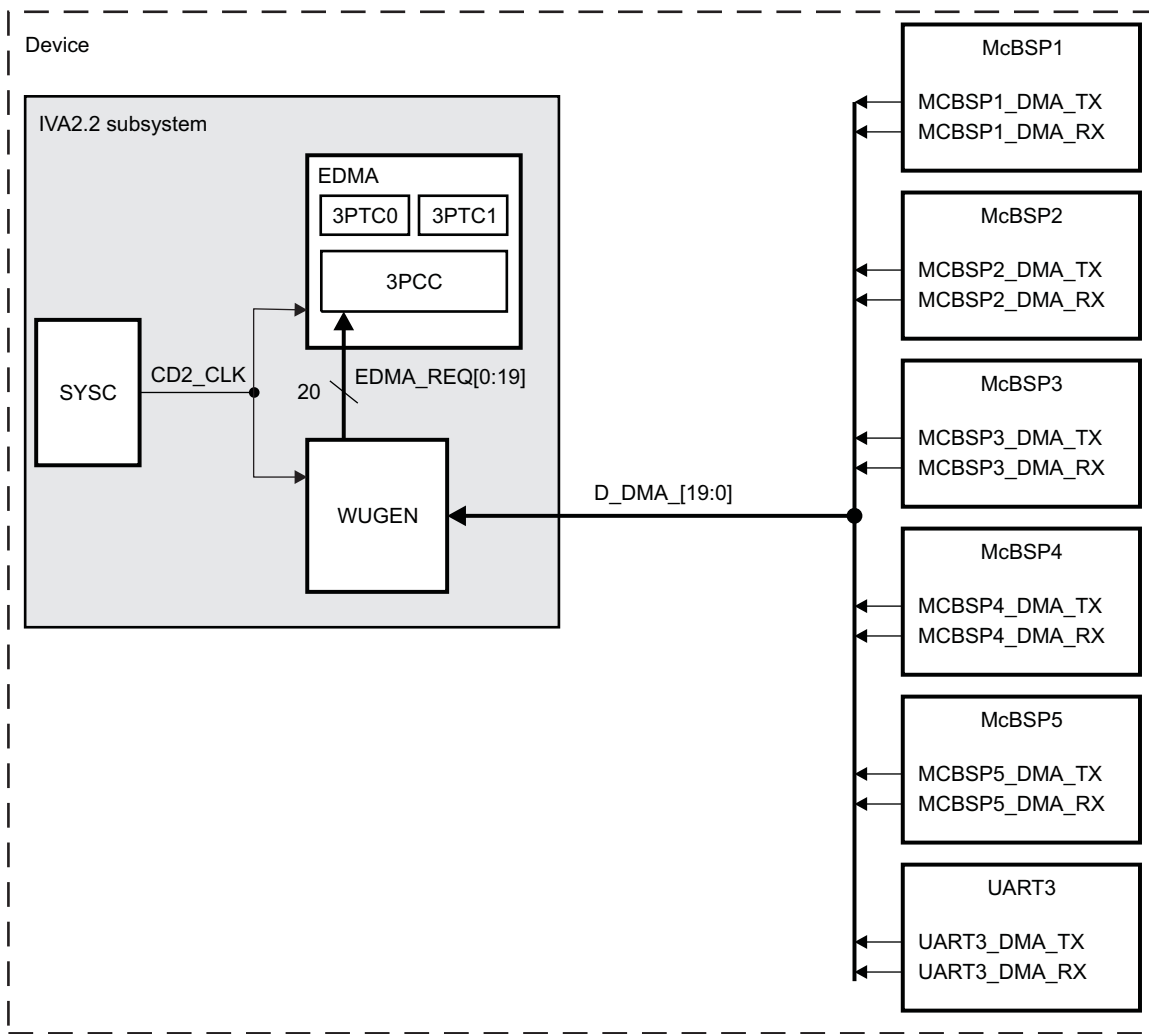 Device
IVA2.2 subsystem
EDMA
3PTC0
3PTC1
3PCC
SYSC
CD2_CLK
20
EDMA_REQ[0:19]
WUGEN
D_DMA_[19:0]
McBSP1
MCBSP1_DMA_TX
MCBSP1_DMA_RX
McBSP2
MCBSP2_DMA_TX
MCBSP2_DMA_RX
McBSP3
MCBSP3_DMA_TX
MCBSP3_DMA_RX
McBSP4
MCBSP4_DMA_TX
MCBSP4_DMA_RX
McBSP5
MCBSP5_DMA_TX
MCBSP5_DMA_RX
UART3
UART3_DMA_TX
UART3_DMA_RX